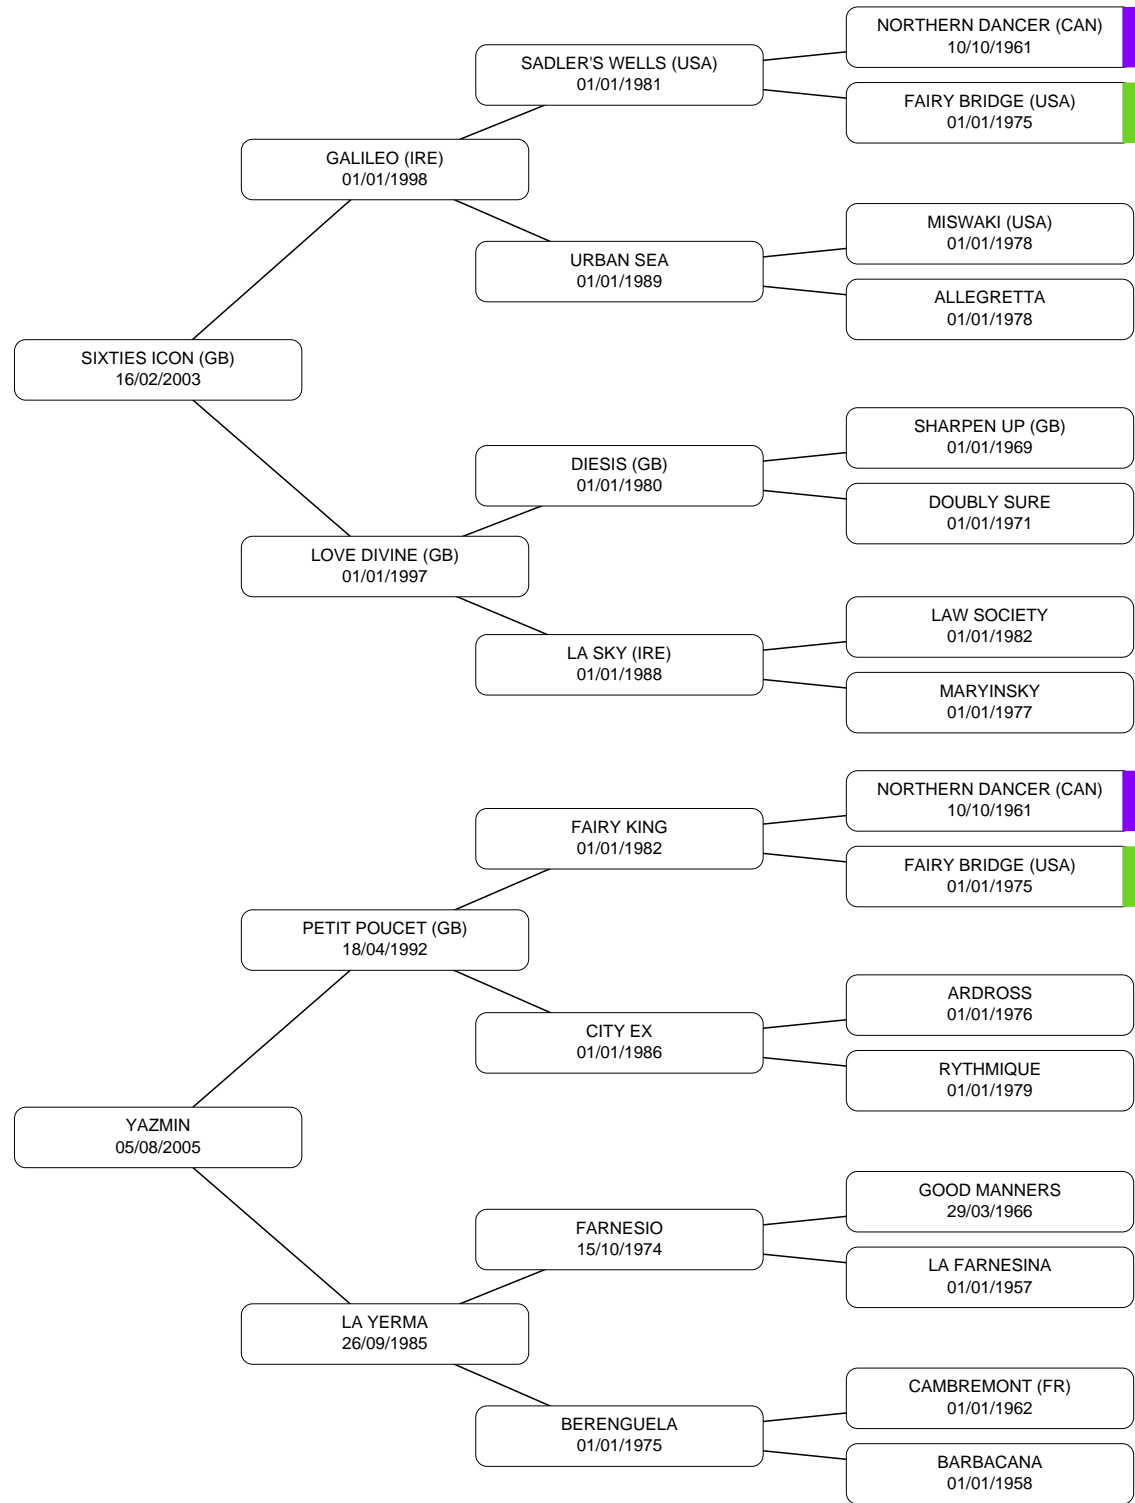 NORTHERN DANCER (CAN)
10/10/1961
SADLER'S WELLS (USA)
01/01/1981
FAIRY BRIDGE (USA)
01/01/1975
GALILEO (IRE)
01/01/1998
MISWAKI (USA)
01/01/1978
URBAN SEA
01/01/1989
ALLEGRETTA
01/01/1978
SIXTIES ICON (GB)
16/02/2003
SHARPEN UP (GB)
01/01/1969
DIESIS (GB)
01/01/1980
DOUBLY SURE
01/01/1971
LOVE DIVINE (GB)
01/01/1997
LAW SOCIETY
01/01/1982
LA SKY (IRE)
01/01/1988
MARYINSKY
01/01/1977
NORTHERN DANCER (CAN)
10/10/1961
FAIRY KING
01/01/1982
FAIRY BRIDGE (USA)
01/01/1975
PETIT POUCET (GB)
18/04/1992
ARDROSS
01/01/1976
CITY EX
01/01/1986
RYTHMIQUE
01/01/1979
YAZMIN
05/08/2005
GOOD MANNERS
29/03/1966
FARNESIO
15/10/1974
LA FARNESINA
01/01/1957
LA YERMA
26/09/1985
CAMBREMONT (FR)
01/01/1962
BERENGUELA
01/01/1975
BARBACANA
01/01/1958